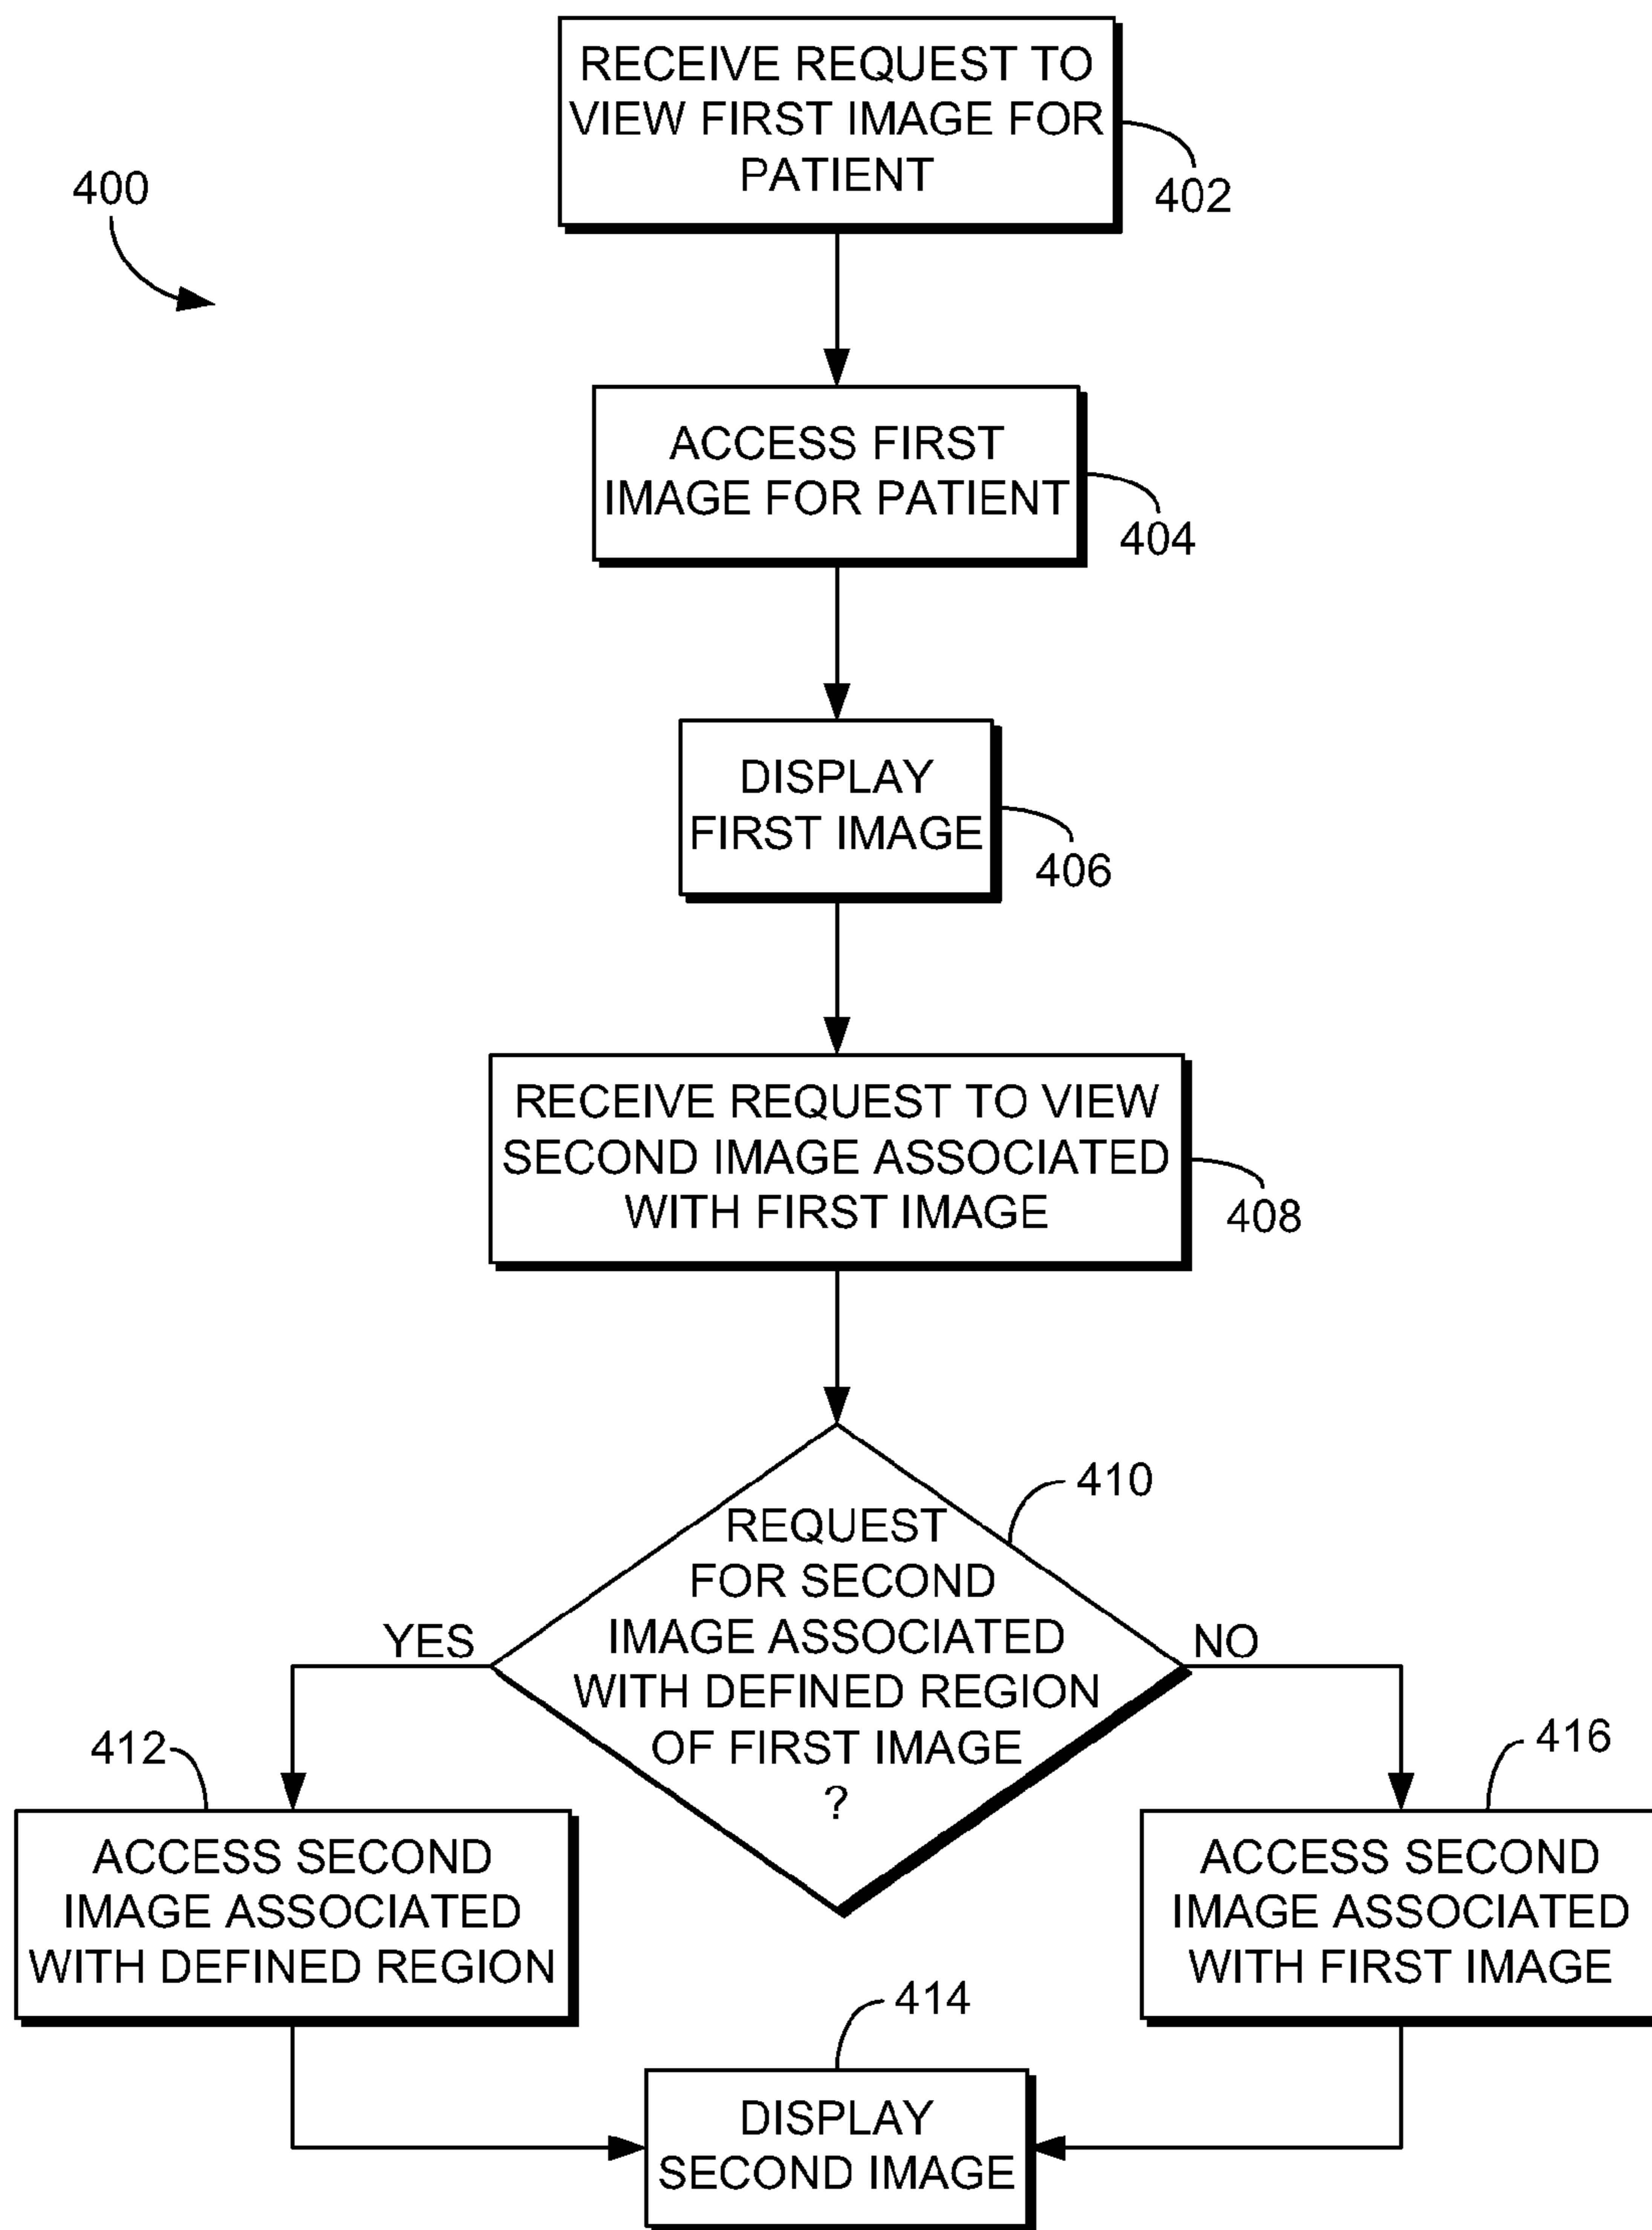 RECEIVE REQUEST TO
VIEW FIRST IMAGE FOR
PATIENT
402
400
ACCESS FIRST
IMAGE FOR PATIENT
404
DISPLAY
FIRST IMAGE
406
RECEIVE REQUEST TO VIEW
SECOND IMAGE ASSOCIATED
WITH FIRST IMAGE
408
410
REQUEST
FOR SECOND
IMAGE ASSOCIATED
WITH DEFINED REGION
OF FIRST IMAGE
?
YES
NO
412
ACCESS SECOND
IMAGE ASSOCIATED
WITH DEFINED REGION
416
ACCESS SECOND
IMAGE ASSOCIATED
WITH FIRST IMAGE
414
DISPLAY
SECOND IMAGE